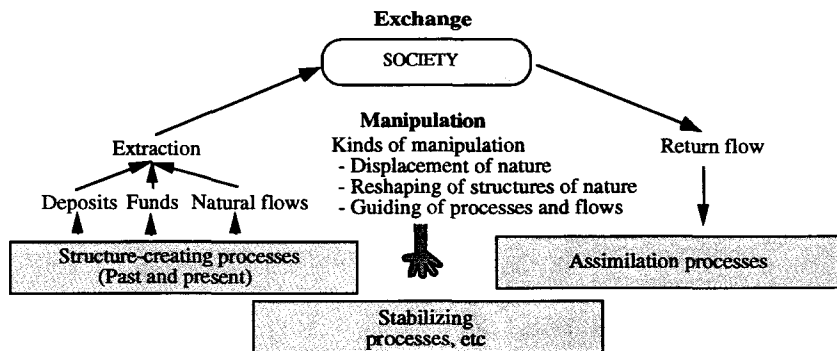 Exchange
SOCIETY
Manipulation
Kinds of manipulation
- Displacement of nature
- Reshaping of structures of nature
- Guiding of processes and flows
Extraction
Return flow
Deposits Funds Natural flows
Structure-creating processes
(Past and present)
Assimilation processes
Stabilizing
processes, etc